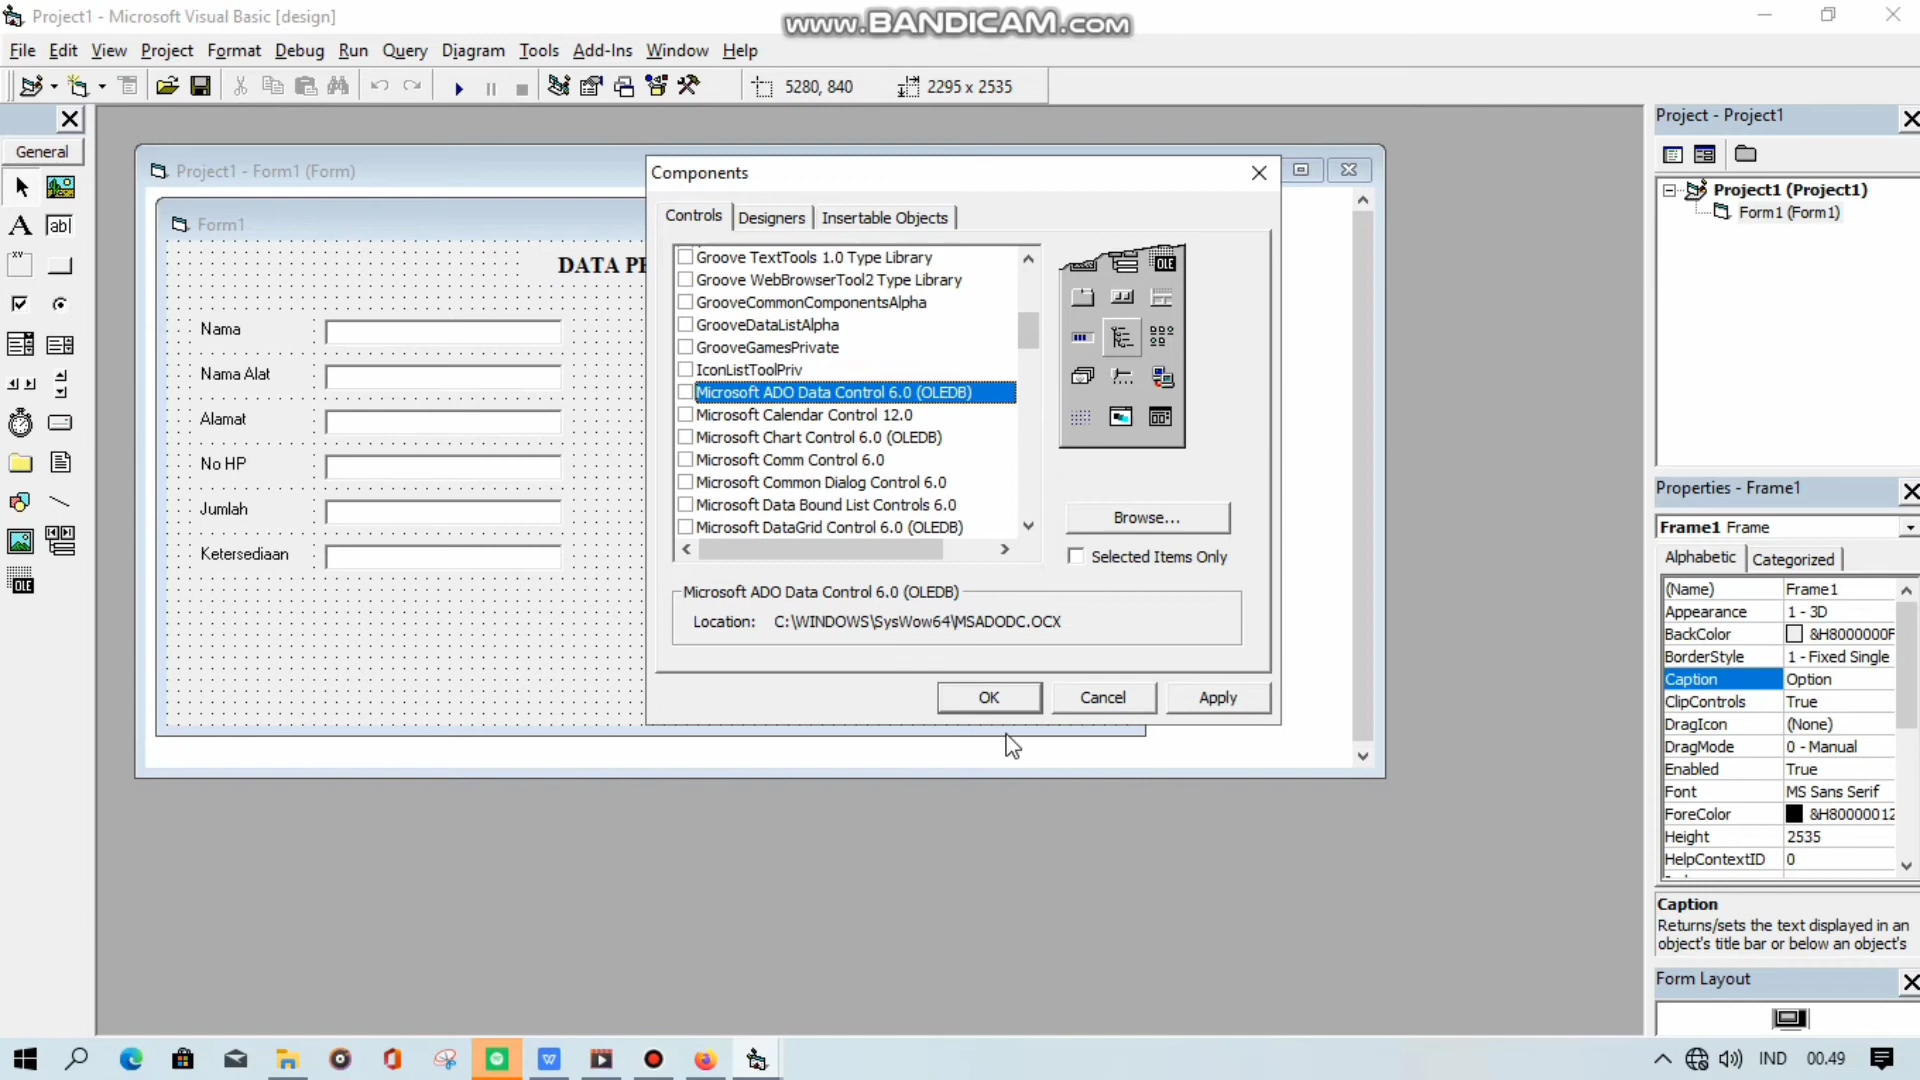 Project1 - Microsoft Visual Basic [design]
www.BANDICAM.com
File Edit View Project Format Debug Run Query Diagram Tools Add-Ins Window Help
5280, 840
2295 x 2535
General
A
ab|
XY
OLE
Project1 - Form1 (Form)
Form1
DATA PE
Nama
Nama Alat
Alamat
No HP
Jumlah
Ketersediaan
Components
Controls
Designers
Insertable Objects
Groove TextTools 1.0 Type Library
Groove WebBrowserTool2 Type Library
GrooveCommonComponentsAlpha
GrooveDataListAlpha
GrooveGamesPrivate
IconListToolPriv
Microsoft ADO Data Control 6.0 (OLEDB)
Microsoft Calendar Control 12.0
Microsoft Chart Control 6.0 (OLEDB)
Microsoft Comm Control 6.0
Microsoft Common Dialog Control 6.0
Microsoft Data Bound List Controls 6.0
Microsoft DataGrid Control 6.0 (OLEDB)
OLE
Browse...
Selected Items Only
Microsoft ADO Data Control 6.0 (OLEDB)
Location: C:\WINDOWS\SysWow64\MSADODC.OCX
OK
Cancel
Apply
Project - Project1
Project1 (Project1)
Form1 (Form1)
Properties - Frame1
Frame1 Frame
Alphabetic
Categorized
(Name) Frame1
Appearance 1 - 3D
BackColor &H8000000F
BorderStyle 1 - Fixed Single
Caption Option
ClipControls True
DragIcon (None)
DragMode 0 - Manual
Enabled True
Font MS Sans Serif
ForeColor &H80000012
Height 2535
HelpContextID 0
Caption
Returns/sets the text displayed in an
object's title bar or below an object's
Form Layout
W
IND
00.49